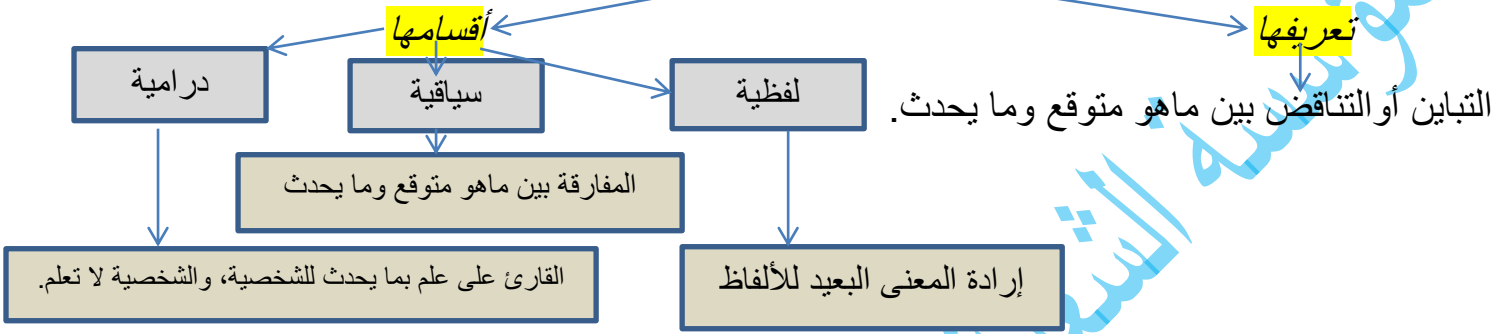 تعريفها
أقسامها
التباين أوالتناقض بين ماهو متوقع وما يحدث.
لفظية
سياقية
درامية
المفارقة بين ماهو متوقع وما يحدث
إرادة المعنى البعيد للألفاظ
القارئ على علم بما يحدث للشخصية، والشخصية لا تعلم.